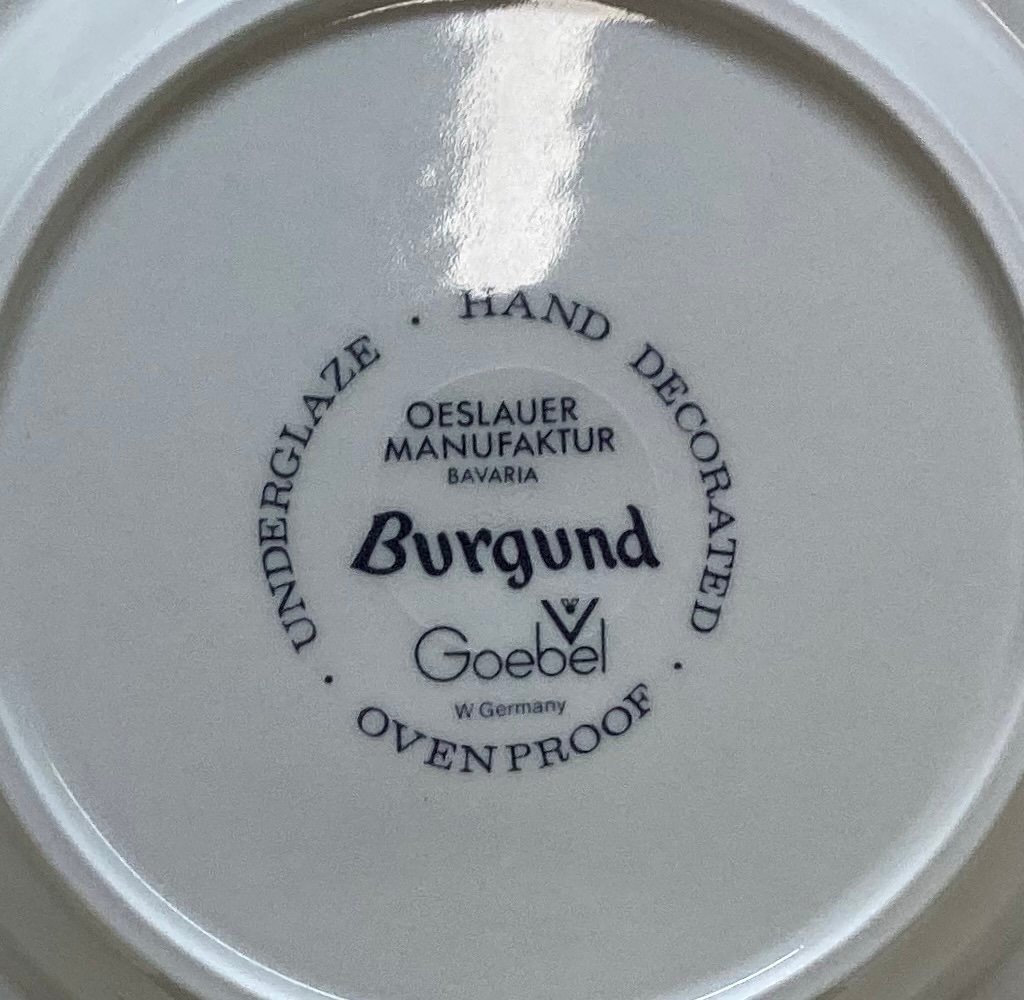 UNDERGLAZE · HAND DECORATED · OVENPROOF ·
OESLAUER
MANUFAKTUR
BAVARIA
Burgund
Goebel
W Germany